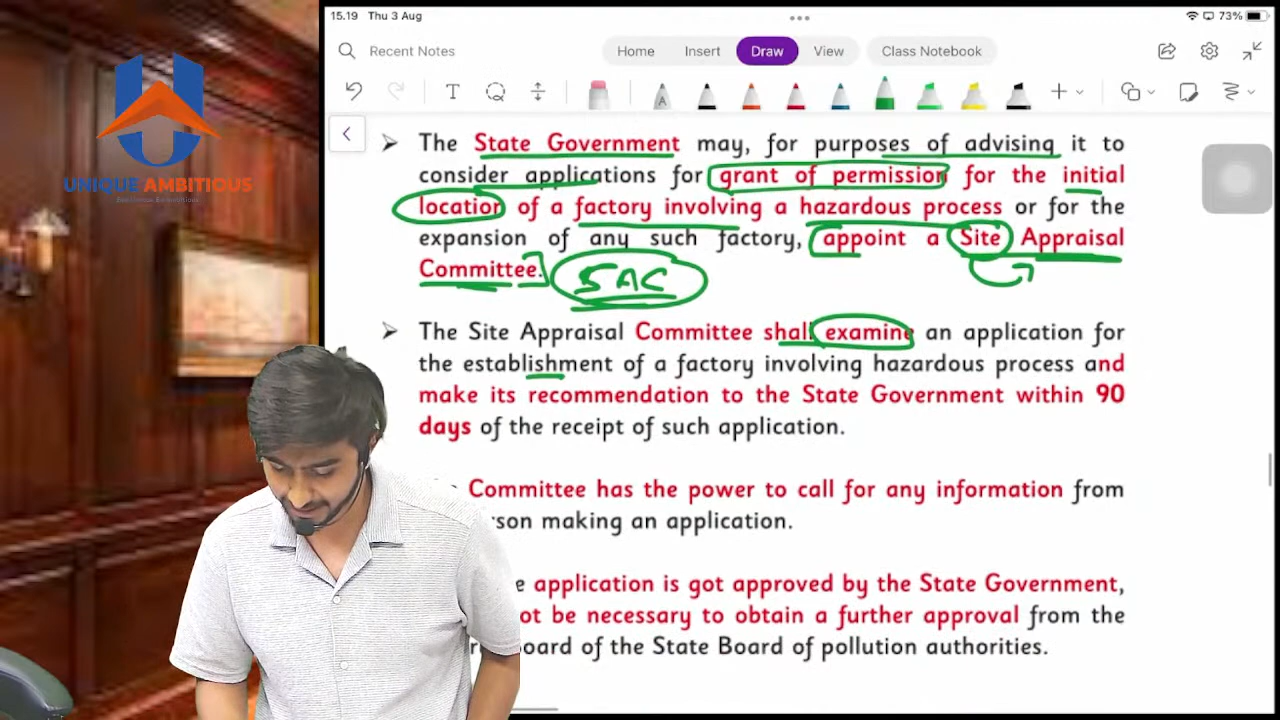 15.19 Thu 3 Aug
73%
Recent Notes
Home Insert Draw View Class Notebook
UNIQUE AMBITIOUS
➢ The State Government may, for purposes of advising it to
consider applications for grant of permission for the initial
location of a factory involving a hazardous process or for the
expansion of any such factory, appoint a Site Appraisal
Committee.
SAC
➢ The Site Appraisal Committee shall examine an application for
the establishment of a factory involving hazardous process and
make its recommendation to the State Government within 90
days of the receipt of such application.
Committee has the power to call for any information from
making an application.
application is got approved by the State Government,
be necessary to obtain a further approval from the
Board of the State Board of pollution authorities.